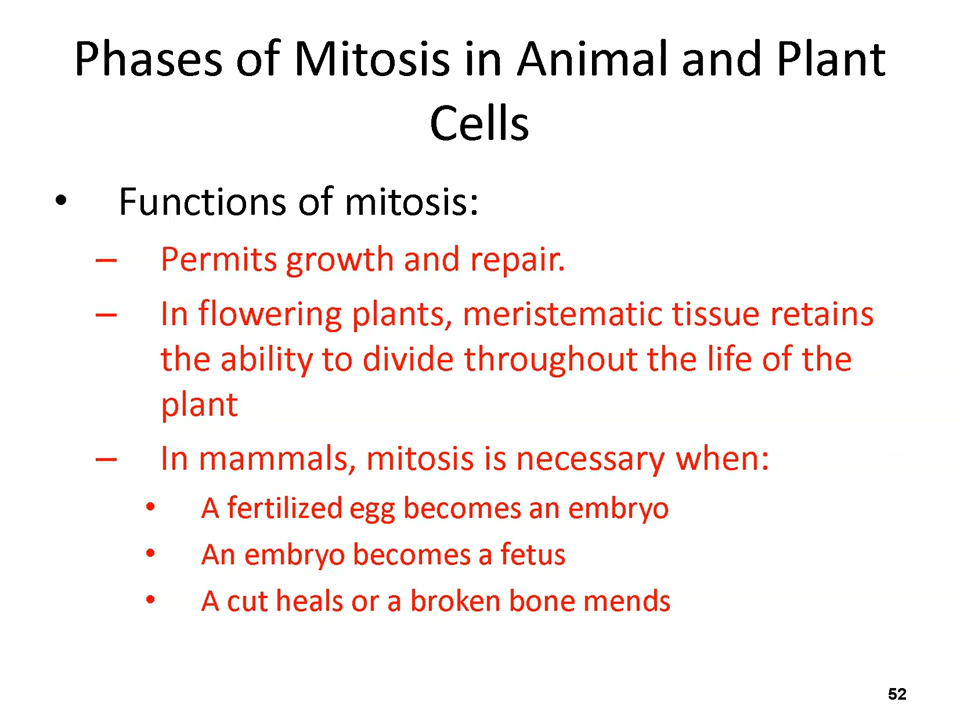 Phases of Mitosis in Animal and Plant
Cells
• Functions of mitosis:
– Permits growth and repair.
– In flowering plants, meristematic tissue retains
the ability to divide throughout the life of the
plant
– In mammals, mitosis is necessary when:
• A fertilized egg becomes an embryo
• An embryo becomes a fetus
• A cut heals or a broken bone mends
52